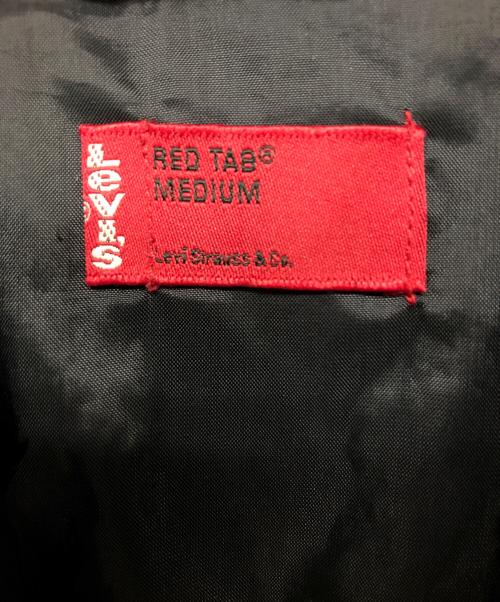 Levi's
®
RED TAB®
MEDIUM
Levi Strauss & Co.